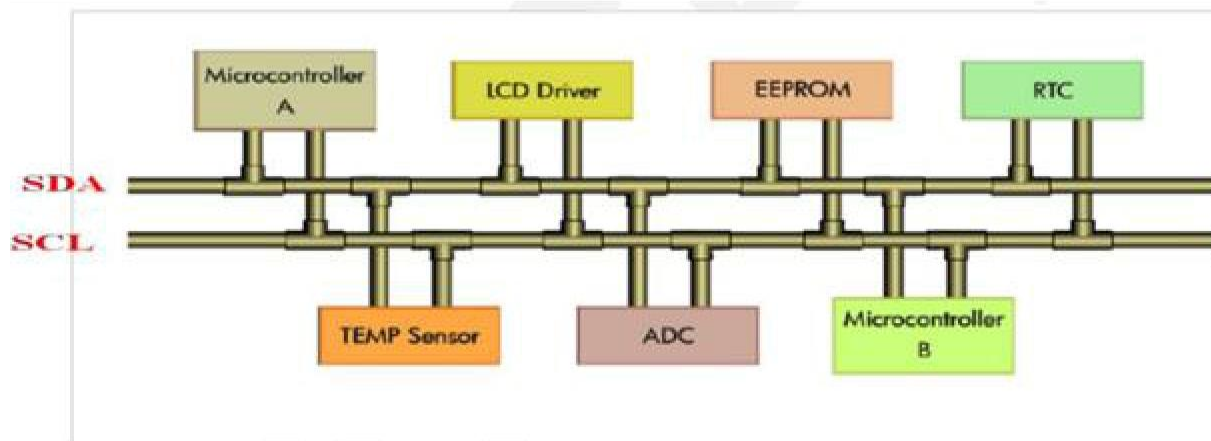 Microcontroller
A
LCD Driver
EEPROM
RTC
SDA
SCL
TEMP Sensor
ADC
Microcontroller
B